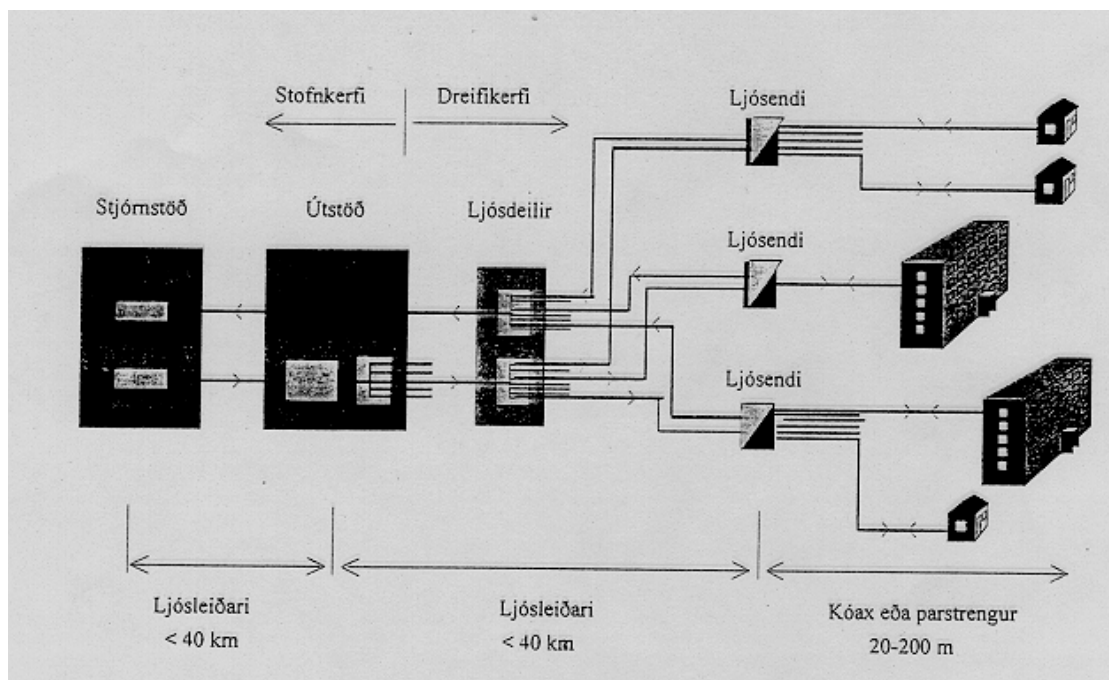 Stofnkerfi
Dreifikerfi
Ljósendi
Stjórnstöð
Útstöð
Ljósdeilir
Ljósendi
Ljósendi
Ljósleiðari
< 40 km
Ljósleiðari
< 40 km
Kóax eða parstrengur
20-200 m